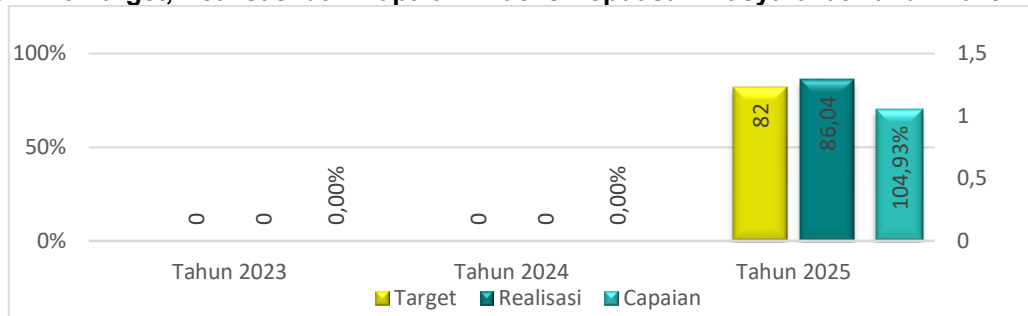 100%
50%
0%
1,5
1
0,5
0
0
0
0,00%
0
0
0,00%
82
86,04
104,93%
Tahun 2023
Tahun 2024
Tahun 2025
Target
Realisasi
Capaian